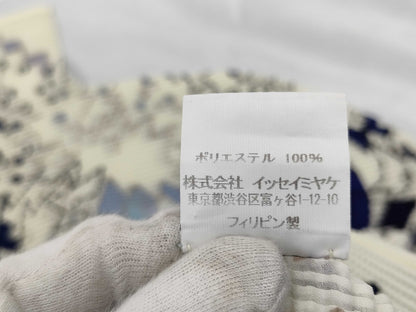 ポリエステル 100%
株式会社 イッセイミヤケ
東京都渋谷区富ヶ谷1-12-10
フィリピン製